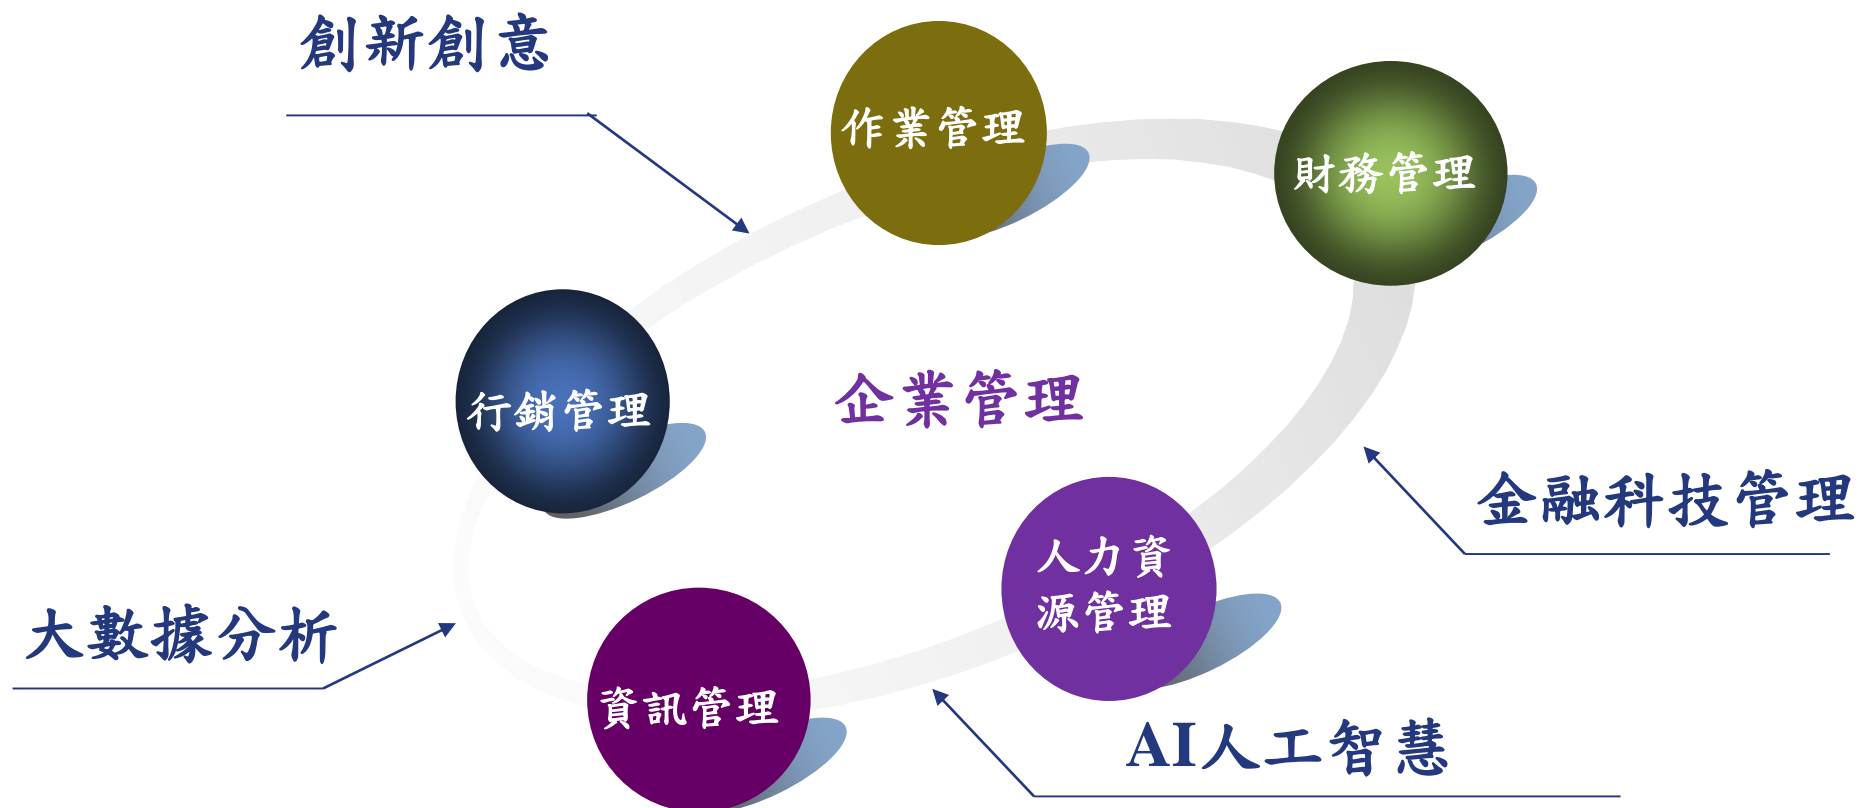 創新創意
作業管理
財務管理
行銷管理
企業管理
金融科技管理
人力資
源管理
大數據分析
資訊管理
AI人工智慧